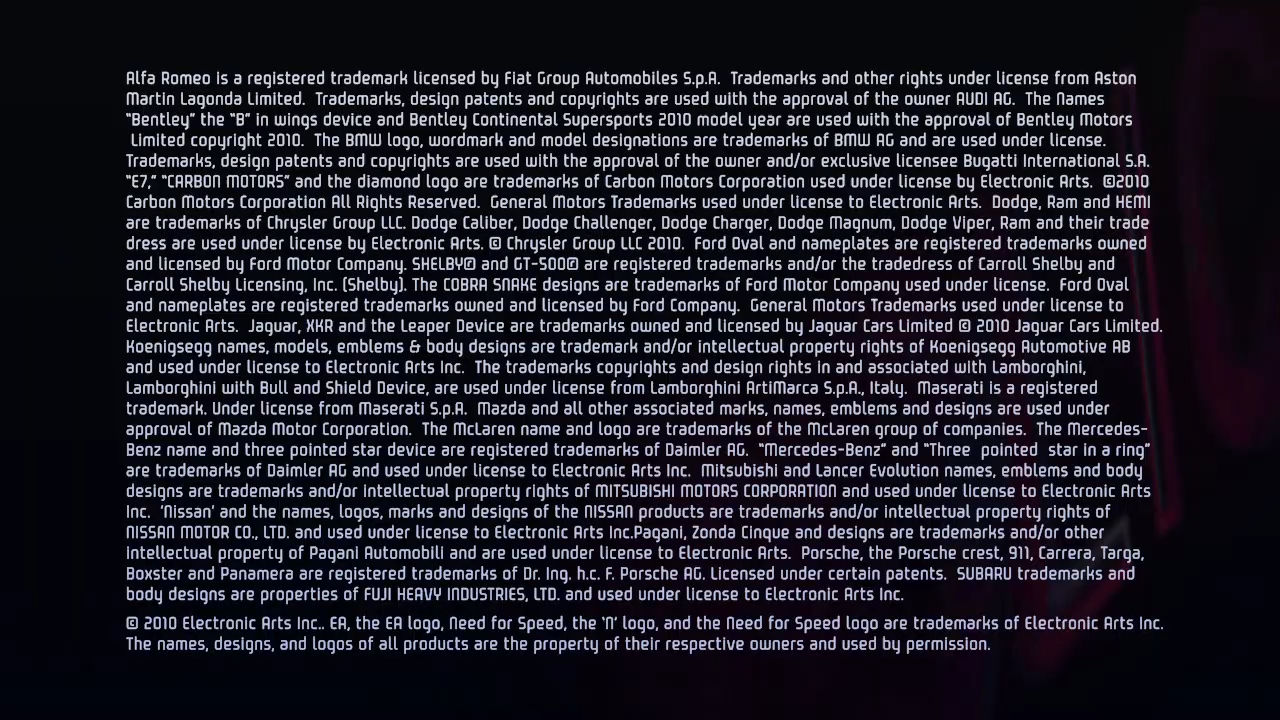 Alfa Romeo is a registered trademark licensed by Fiat Group Automobiles S.p.A.  Trademarks and other rights under license from Aston
Martin Lagonda Limited.  Trademarks, design patents and copyrights are used with the approval of the owner AUDI AG.  The Names
“Bentley” the “B” in wings device and Bentley Continental Supersports 2010 model year are used with the approval of Bentley Motors
Limited copyright 2010.  The BMW logo, wordmark and model designations are trademarks of BMW AG and are used under license.
Trademarks, design patents and copyrights are used with the approval of the owner and/or exclusive licensee Bugatti International S.A.
“E7,” “CARBON MOTORS” and the diamond logo are trademarks of Carbon Motors Corporation used under license by Electronic Arts.  ©2010
Carbon Motors Corporation All Rights Reserved.  General Motors Trademarks used under license to Electronic Arts.  Dodge, Ram and HEMI
are trademarks of Chrysler Group LLC. Dodge Caliber, Dodge Challenger, Dodge Charger, Dodge Magnum, Dodge Viper, Ram and their trade
dress are used under license by Electronic Arts. © Chrysler Group LLC 2010.  Ford Oval and nameplates are registered trademarks owned
and licensed by Ford Motor Company. SHELBY® and GT-500® are registered trademarks and/or the tradedress of Carroll Shelby and
Carroll Shelby Licensing, Inc. (Shelby). The COBRA SNAKE designs are trademarks of Ford Motor Company used under license.  Ford Oval
and nameplates are registered trademarks owned and licensed by Ford Company.  General Motors Trademarks used under license to
Electronic Arts.  Jaguar, XKR and the Leaper Device are trademarks owned and licensed by Jaguar Cars Limited © 2010 Jaguar Cars Limited.
Koenigsegg names, models, emblems & body designs are trademark and/or intellectual property rights of Koenigsegg Automotive AB
and used under license to Electronic Arts Inc.  The trademarks copyrights and design rights in and associated with Lamborghini,
Lamborghini with Bull and Shield Device, are used under license from Lamborghini ArtiMarca S.p.A., Italy.  Maserati is a registered
trademark. Under license from Maserati S.p.A.  Mazda and all other associated marks, names, emblems and designs are used under
approval of Mazda Motor Corporation.  The McLaren name and logo are trademarks of the McLaren group of companies.  The Mercedes-
Benz name and three pointed star device are registered trademarks of Daimler AG.  “Mercedes-Benz” and “Three  pointed  star in a ring”
are trademarks of Daimler AG and used under license to Electronic Arts Inc.  Mitsubishi and Lancer Evolution names, emblems and body
designs are trademarks and/or intellectual property rights of MITSUBISHI MOTORS CORPORATION and used under license to Electronic Arts
Inc.  ‘Nissan’ and the names, logos, marks and designs of the NISSAN products are trademarks and/or intellectual property rights of
NISSAN MOTOR CO., LTD. and used under license to Electronic Arts Inc.Pagani, Zonda Cinque and designs are trademarks and/or other
intellectual property of Pagani Automobili and are used under license to Electronic Arts.  Porsche, the Porsche crest, 911, Carrera, Targa,
Boxster and Panamera are registered trademarks of Dr. Ing. h.c. F. Porsche AG. Licensed under certain patents.  SUBARU trademarks and
body designs are properties of FUJI HEAVY INDUSTRIES, LTD. and used under license to Electronic Arts Inc.
© 2010 Electronic Arts Inc.. EA, the EA logo, Need for Speed, the ‘N’ logo, and the Need for Speed logo are trademarks of Electronic Arts Inc.
The names, designs, and logos of all products are the property of their respective owners and used by permission.